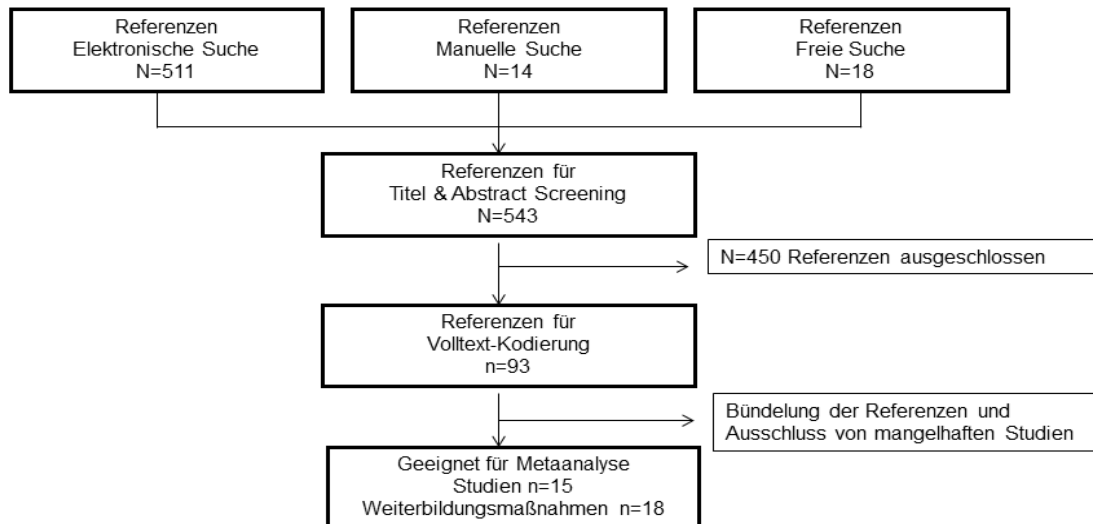 Referenzen
Elektronische Suche
N=511
Referenzen
Manuelle Suche
N=14
Referenzen
Freie Suche
N=18
Referenzen für
Titel & Abstract Screening
N=543
N=450 Referenzen ausgeschlossen
Referenzen für
Volltext-Kodierung
n=93
Bündelung der Referenzen und
Ausschluss von mangelhaften Studien
Geeignet für Metaanalyse
Studien n=15
Weiterbildungsmaßnahmen n=18